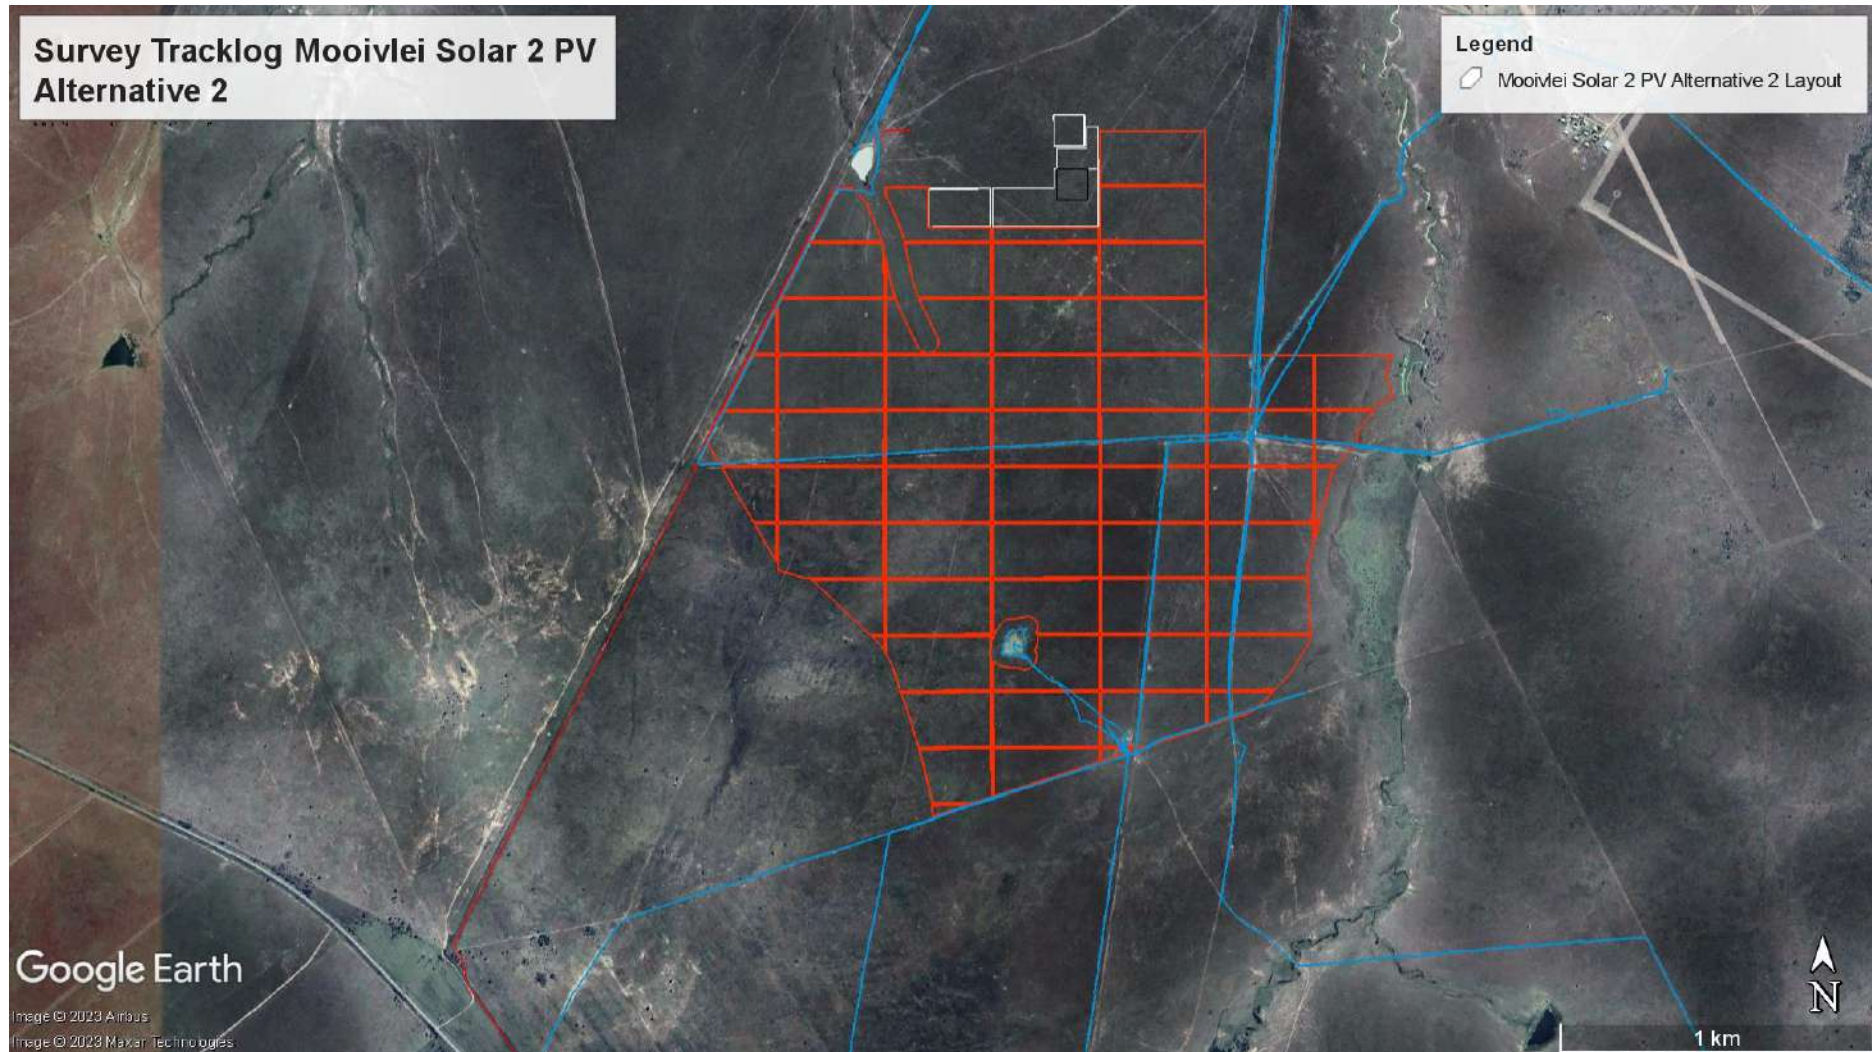 Survey Tracklog Mooivlei Solar 2 PV
Alternative 2
Legend
Mooivlei Solar 2 PV Alternative 2 Layout
Google Earth
Image © 2023 Airbus
Image © 2023 Maxar Technologies
N
1 km